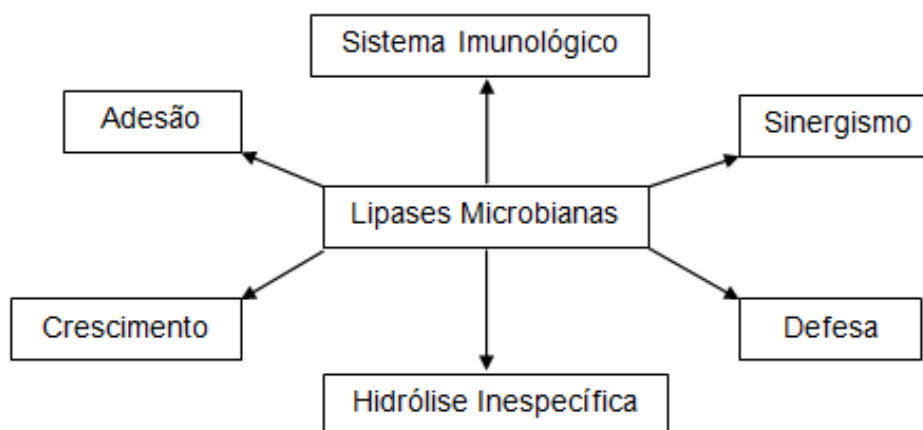 Sistema Imunológico
Adesão
Sinergismo
Lipases Microbianas
Crescimento
Defesa
Hidrólise Inespecífica